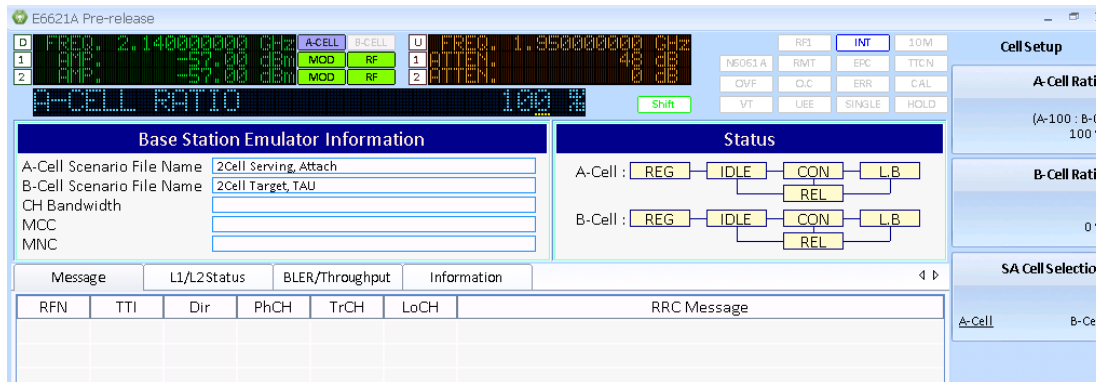 E6621A Pre-release
D FREQ. 2.14000000 GHz A-CELL B-CELL U FREQ. 1.950000000 GHz RF1 INT 10M
1 AMP. -57.00 dBm MOD RF 1 ATTEN. 48 dB N6061A RMT EPC TTCN
2 AMP. -57.00 dBm MOD RF 2 ATTEN. 0 dB OVF O.C ERR CAL
A-CELL RATIO 100 % Shift VT UEE SINGLE HOLD
Cell Setup
A-Cell Rati
(A-100 : B-0
100
B-Cell Rati
0
SA Cell Selectio
A-Cell B-Ce
Base Station Emulator Information
A-Cell Scenario File Name 2Cell Serving, Attach
B-Cell Scenario File Name 2Cell Target, TAU
CH Bandwidth
MCC
MNC
Status
A-Cell : REG IDLE CON L.B
REL
B-Cell : REG IDLE CON L.B
REL
Message L1/L2Status BLER/Throughput Information
RFN TTI Dir PhCH TrCH LoCH RRC Message